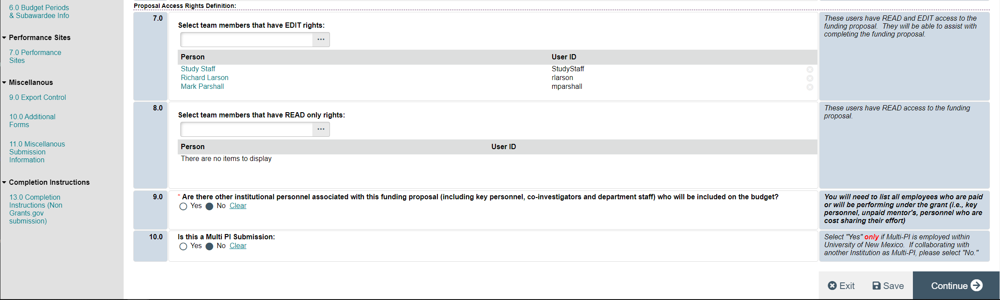 6.0 Budget Periods
& Subawardee Info
Performance Sites
7.0 Performance
Sites
Miscellanous
9.0 Export Control
10.0 Additional
Forms
11.0 Miscellanous
Submission
Information
Completion Instructions
13.0 Completion
Instructions (Non
Grants.gov
submission)
Proposal Access Rights Definition:
7.0
Select team members that have EDIT rights:
...
Person User ID
Study Staff StudyStaff
Richard Larson rlarson
Mark Parshall mparshall
These users have READ and EDIT access to the
funding proposal.  They will be able to assist with
completing the funding proposal.
8.0
Select team members that have READ only rights:
...
Person User ID
There are no items to display
These users have READ access to the funding
proposal.
9.0
* Are there other institutional personnel associated with this funding proposal (including key personnel, co-investigators and department staff) who will be included on the budget?
Yes No Clear
You will need to list all employees who are paid
or will be performing under the grant (i.e., key
personnel, unpaid mentor's, personnel who are
cost sharing their effort)
10.0
Is this a Multi PI Submission:
Yes No Clear
Select "Yes" only if Multi-PI is employed within
University of New Mexico.  If collaborating with
another Institution as Multi-PI, please select "No."
Exit Save Continue